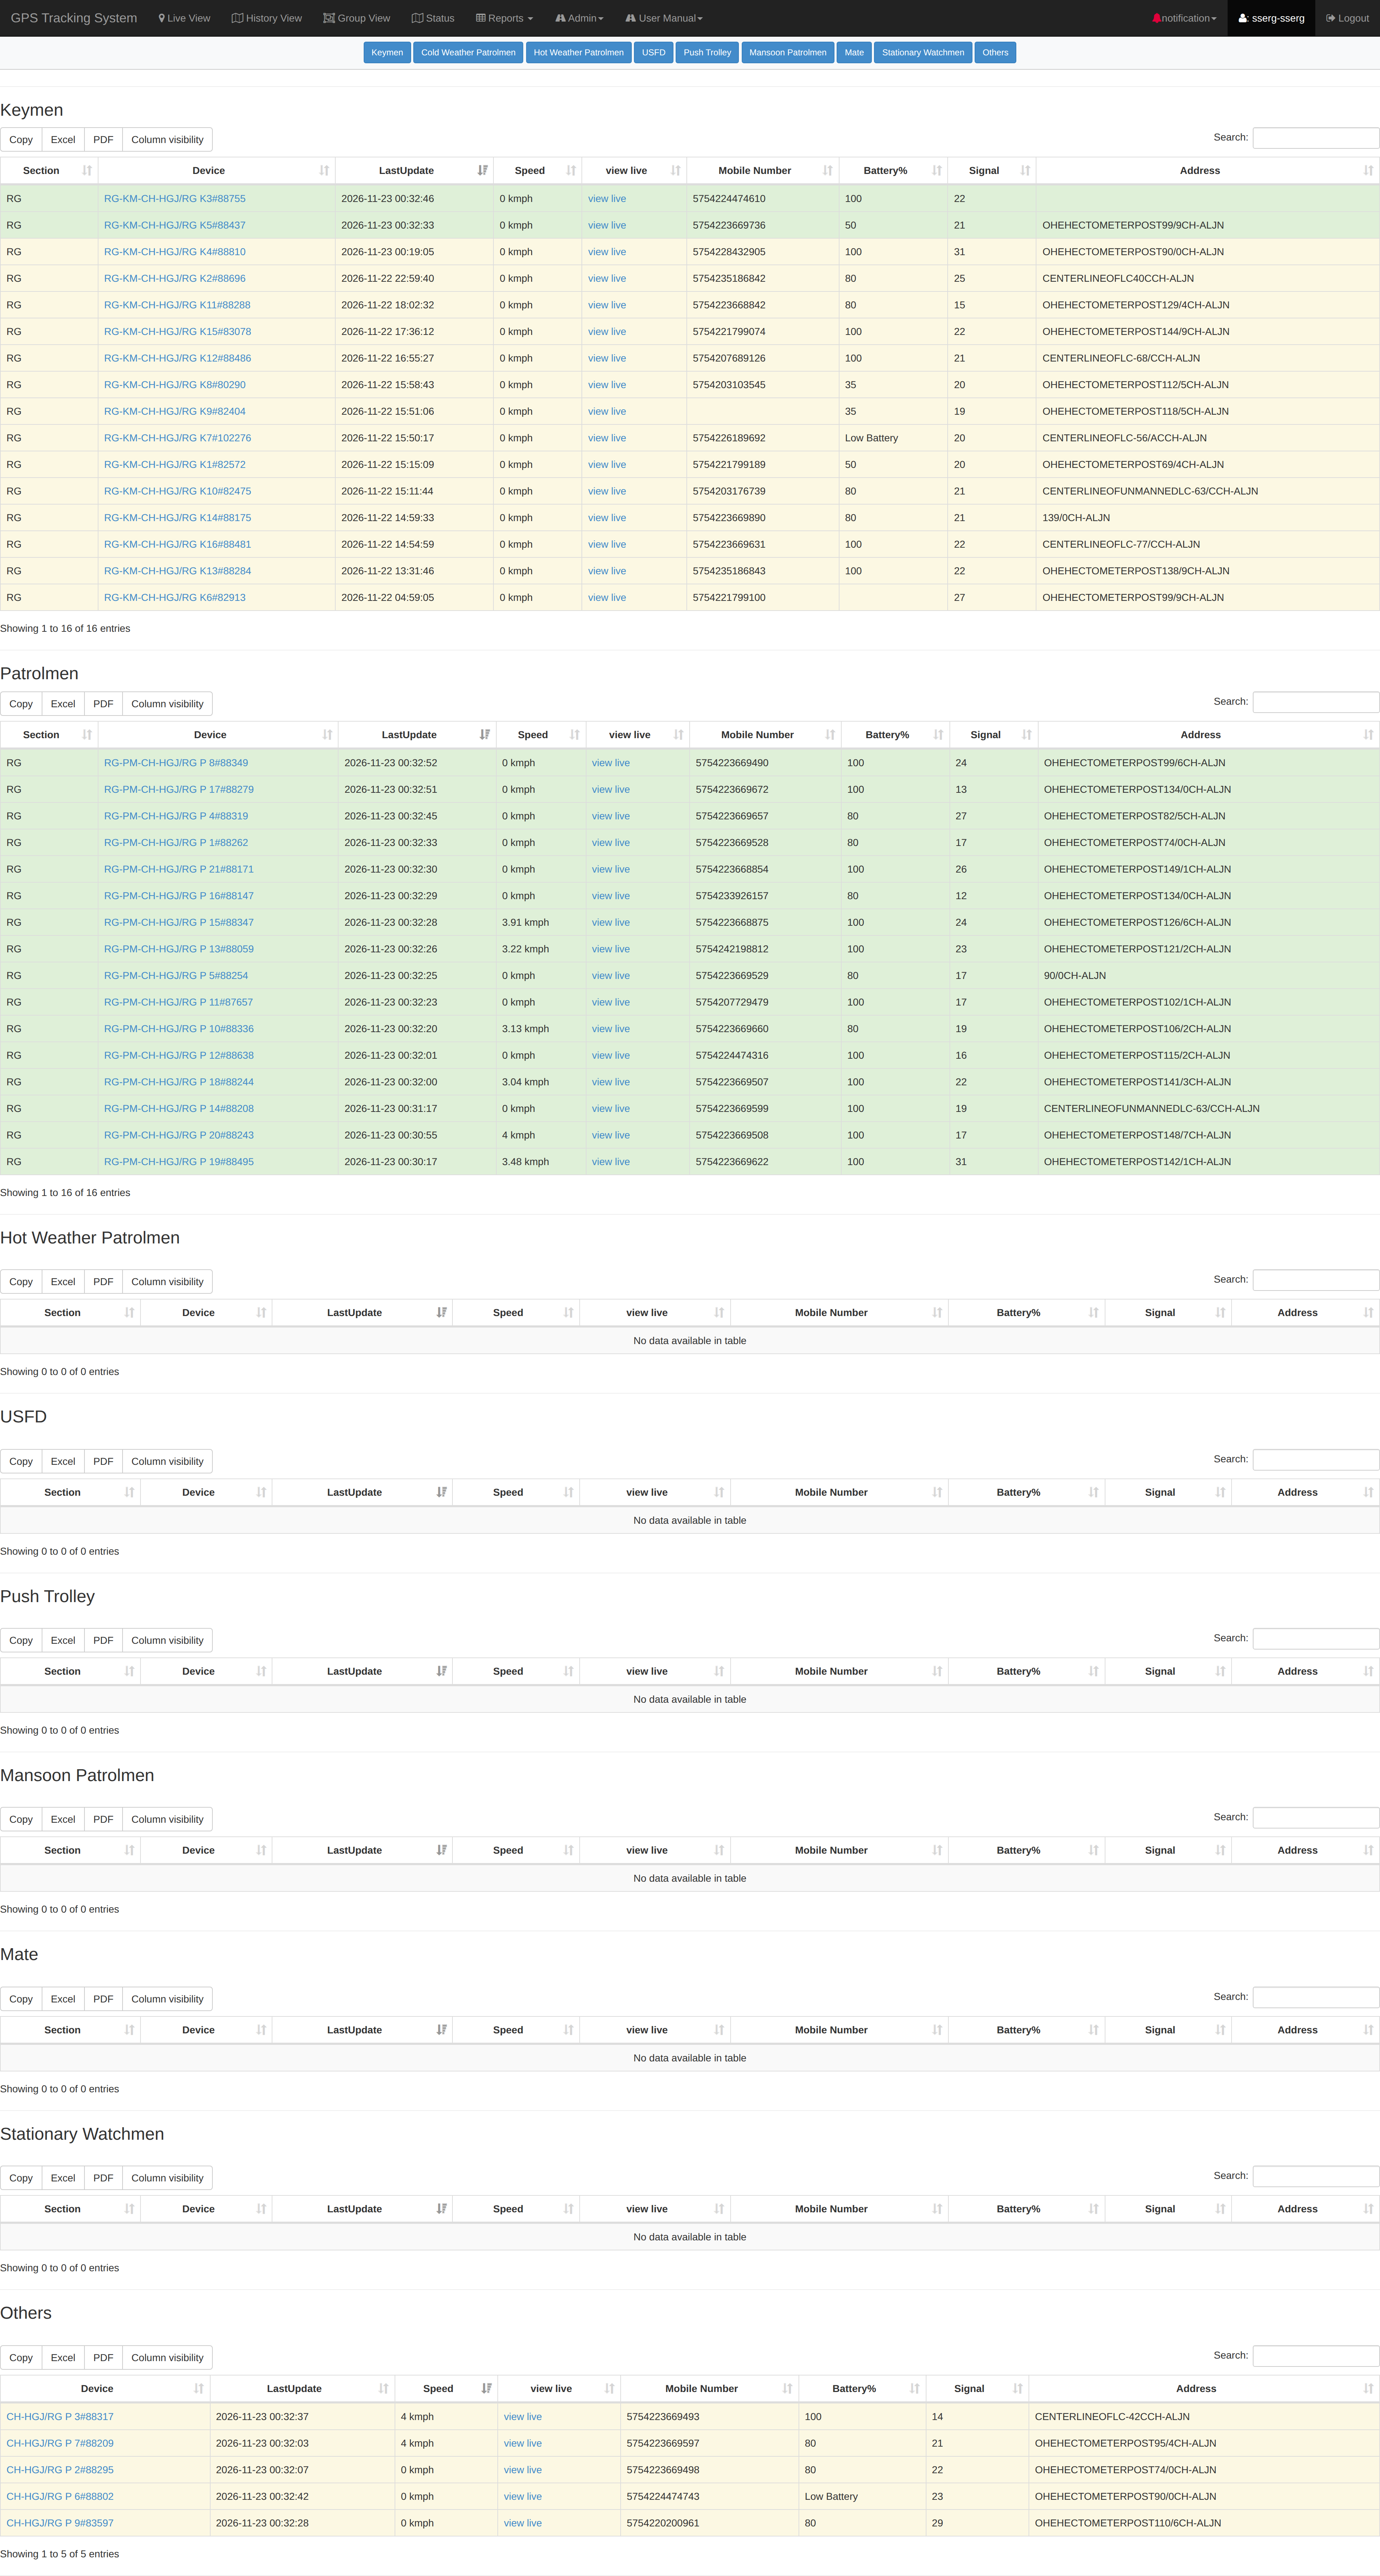 GPS Tracking System Live View History View Group View Status Reports Admin User Manual notification : sserg-sserg Logout
Keymen Cold Weather Patrolmen Hot Weather Patrolmen USFD Push Trolley Mansoon Patrolmen Mate Stationary Watchmen Others
Keymen
Copy Excel PDF Column visibility Search:
Section Device LastUpdate Speed view live Mobile Number Battery% Signal Address
RG RG-KM-CH-HGJ/RG K3#88755 2026-11-23 00:32:46 0 kmph view live 5754224474610 100 22
RG RG-KM-CH-HGJ/RG K5#88437 2026-11-23 00:32:33 0 kmph view live 5754223669736 50 21 OHEHECTOMETERPOST99/9CH-ALJN
RG RG-KM-CH-HGJ/RG K4#88810 2026-11-23 00:19:05 0 kmph view live 5754228432905 100 31 OHEHECTOMETERPOST90/0CH-ALJN
RG RG-KM-CH-HGJ/RG K2#88696 2026-11-22 22:59:40 0 kmph view live 5754235186842 80 25 CENTERLINEOFLC40CCH-ALJN
RG RG-KM-CH-HGJ/RG K11#88288 2026-11-22 18:02:32 0 kmph view live 5754223668842 80 15 OHEHECTOMETERPOST129/4CH-ALJN
RG RG-KM-CH-HGJ/RG K15#83078 2026-11-22 17:36:12 0 kmph view live 5754221799074 100 22 OHEHECTOMETERPOST144/9CH-ALJN
RG RG-KM-CH-HGJ/RG K12#88486 2026-11-22 16:55:27 0 kmph view live 5754207689126 100 21 CENTERLINEOFLC-68/CCH-ALJN
RG RG-KM-CH-HGJ/RG K8#80290 2026-11-22 15:58:43 0 kmph view live 5754203103545 35 20 OHEHECTOMETERPOST112/5CH-ALJN
RG RG-KM-CH-HGJ/RG K9#82404 2026-11-22 15:51:06 0 kmph view live 35 19 OHEHECTOMETERPOST118/5CH-ALJN
RG RG-KM-CH-HGJ/RG K7#102276 2026-11-22 15:50:17 0 kmph view live 5754226189692 Low Battery 20 CENTERLINEOFLC-56/ACCH-ALJN
RG RG-KM-CH-HGJ/RG K1#82572 2026-11-22 15:15:09 0 kmph view live 5754221799189 50 20 OHEHECTOMETERPOST69/4CH-ALJN
RG RG-KM-CH-HGJ/RG K10#82475 2026-11-22 15:11:44 0 kmph view live 5754203176739 80 21 CENTERLINEOFUNMANNEDLC-63/CCH-ALJN
RG RG-KM-CH-HGJ/RG K14#88175 2026-11-22 14:59:33 0 kmph view live 5754223669890 80 21 139/0CH-ALJN
RG RG-KM-CH-HGJ/RG K16#88481 2026-11-22 14:54:59 0 kmph view live 5754223669631 100 22 CENTERLINEOFLC-77/CCH-ALJN
RG RG-KM-CH-HGJ/RG K13#88284 2026-11-22 13:31:46 0 kmph view live 5754235186843 100 22 OHEHECTOMETERPOST138/9CH-ALJN
RG RG-KM-CH-HGJ/RG K6#82913 2026-11-22 04:59:05 0 kmph view live 5754221799100 27 OHEHECTOMETERPOST99/9CH-ALJN
Showing 1 to 16 of 16 entries
Patrolmen
Copy Excel PDF Column visibility Search:
Section Device LastUpdate Speed view live Mobile Number Battery% Signal Address
RG RG-PM-CH-HGJ/RG P 8#88349 2026-11-23 00:32:52 0 kmph view live 5754223669490 100 24 OHEHECTOMETERPOST99/6CH-ALJN
RG RG-PM-CH-HGJ/RG P 17#88279 2026-11-23 00:32:51 0 kmph view live 5754223669672 100 13 OHEHECTOMETERPOST134/0CH-ALJN
RG RG-PM-CH-HGJ/RG P 4#88319 2026-11-23 00:32:45 0 kmph view live 5754223669657 80 27 OHEHECTOMETERPOST82/5CH-ALJN
RG RG-PM-CH-HGJ/RG P 1#88262 2026-11-23 00:32:33 0 kmph view live 5754223669528 80 17 OHEHECTOMETERPOST74/0CH-ALJN
RG RG-PM-CH-HGJ/RG P 21#88171 2026-11-23 00:32:30 0 kmph view live 5754223668854 100 26 OHEHECTOMETERPOST149/1CH-ALJN
RG RG-PM-CH-HGJ/RG P 16#88147 2026-11-23 00:32:29 0 kmph view live 5754233926157 80 12 OHEHECTOMETERPOST134/0CH-ALJN
RG RG-PM-CH-HGJ/RG P 15#88347 2026-11-23 00:32:28 3.91 kmph view live 5754223668875 100 24 OHEHECTOMETERPOST126/6CH-ALJN
RG RG-PM-CH-HGJ/RG P 13#88059 2026-11-23 00:32:26 3.22 kmph view live 5754242198812 100 23 OHEHECTOMETERPOST121/2CH-ALJN
RG RG-PM-CH-HGJ/RG P 5#88254 2026-11-23 00:32:25 0 kmph view live 5754223669529 80 17 90/0CH-ALJN
RG RG-PM-CH-HGJ/RG P 11#87657 2026-11-23 00:32:23 0 kmph view live 5754207729479 100 17 OHEHECTOMETERPOST102/1CH-ALJN
RG RG-PM-CH-HGJ/RG P 10#88336 2026-11-23 00:32:20 3.13 kmph view live 5754223669660 80 19 OHEHECTOMETERPOST106/2CH-ALJN
RG RG-PM-CH-HGJ/RG P 12#88638 2026-11-23 00:32:01 0 kmph view live 5754224474316 100 16 OHEHECTOMETERPOST115/2CH-ALJN
RG RG-PM-CH-HGJ/RG P 18#88244 2026-11-23 00:32:00 3.04 kmph view live 5754223669507 100 22 OHEHECTOMETERPOST141/3CH-ALJN
RG RG-PM-CH-HGJ/RG P 14#88208 2026-11-23 00:31:17 0 kmph view live 5754223669599 100 19 CENTERLINEOFUNMANNEDLC-63/CCH-ALJN
RG RG-PM-CH-HGJ/RG P 20#88243 2026-11-23 00:30:55 4 kmph view live 5754223669508 100 17 OHEHECTOMETERPOST148/7CH-ALJN
RG RG-PM-CH-HGJ/RG P 19#88495 2026-11-23 00:30:17 3.48 kmph view live 5754223669622 100 31 OHEHECTOMETERPOST142/1CH-ALJN
Showing 1 to 16 of 16 entries
Hot Weather Patrolmen
Copy Excel PDF Column visibility Search:
Section Device LastUpdate Speed view live Mobile Number Battery% Signal Address
No data available in table
Showing 0 to 0 of 0 entries
USFD
Copy Excel PDF Column visibility Search:
Section Device LastUpdate Speed view live Mobile Number Battery% Signal Address
No data available in table
Showing 0 to 0 of 0 entries
Push Trolley
Copy Excel PDF Column visibility Search:
Section Device LastUpdate Speed view live Mobile Number Battery% Signal Address
No data available in table
Showing 0 to 0 of 0 entries
Mansoon Patrolmen
Copy Excel PDF Column visibility Search:
Section Device LastUpdate Speed view live Mobile Number Battery% Signal Address
No data available in table
Showing 0 to 0 of 0 entries
Mate
Copy Excel PDF Column visibility Search:
Section Device LastUpdate Speed view live Mobile Number Battery% Signal Address
No data available in table
Showing 0 to 0 of 0 entries
Stationary Watchmen
Copy Excel PDF Column visibility Search:
Section Device LastUpdate Speed view live Mobile Number Battery% Signal Address
No data available in table
Showing 0 to 0 of 0 entries
Others
Copy Excel PDF Column visibility Search:
Device LastUpdate Speed view live Mobile Number Battery% Signal Address
CH-HGJ/RG P 3#88317 2026-11-23 00:32:37 4 kmph view live 5754223669493 100 14 CENTERLINEOFLC-42CCH-ALJN
CH-HGJ/RG P 7#88209 2026-11-23 00:32:03 4 kmph view live 5754223669597 80 21 OHEHECTOMETERPOST95/4CH-ALJN
CH-HGJ/RG P 2#88295 2026-11-23 00:32:07 0 kmph view live 5754223669498 80 22 OHEHECTOMETERPOST74/0CH-ALJN
CH-HGJ/RG P 6#88802 2026-11-23 00:32:42 0 kmph view live 5754224474743 Low Battery 23 OHEHECTOMETERPOST90/0CH-ALJN
CH-HGJ/RG P 9#83597 2026-11-23 00:32:28 0 kmph view live 5754220200961 80 29 OHEHECTOMETERPOST110/6CH-ALJN
Showing 1 to 5 of 5 entries